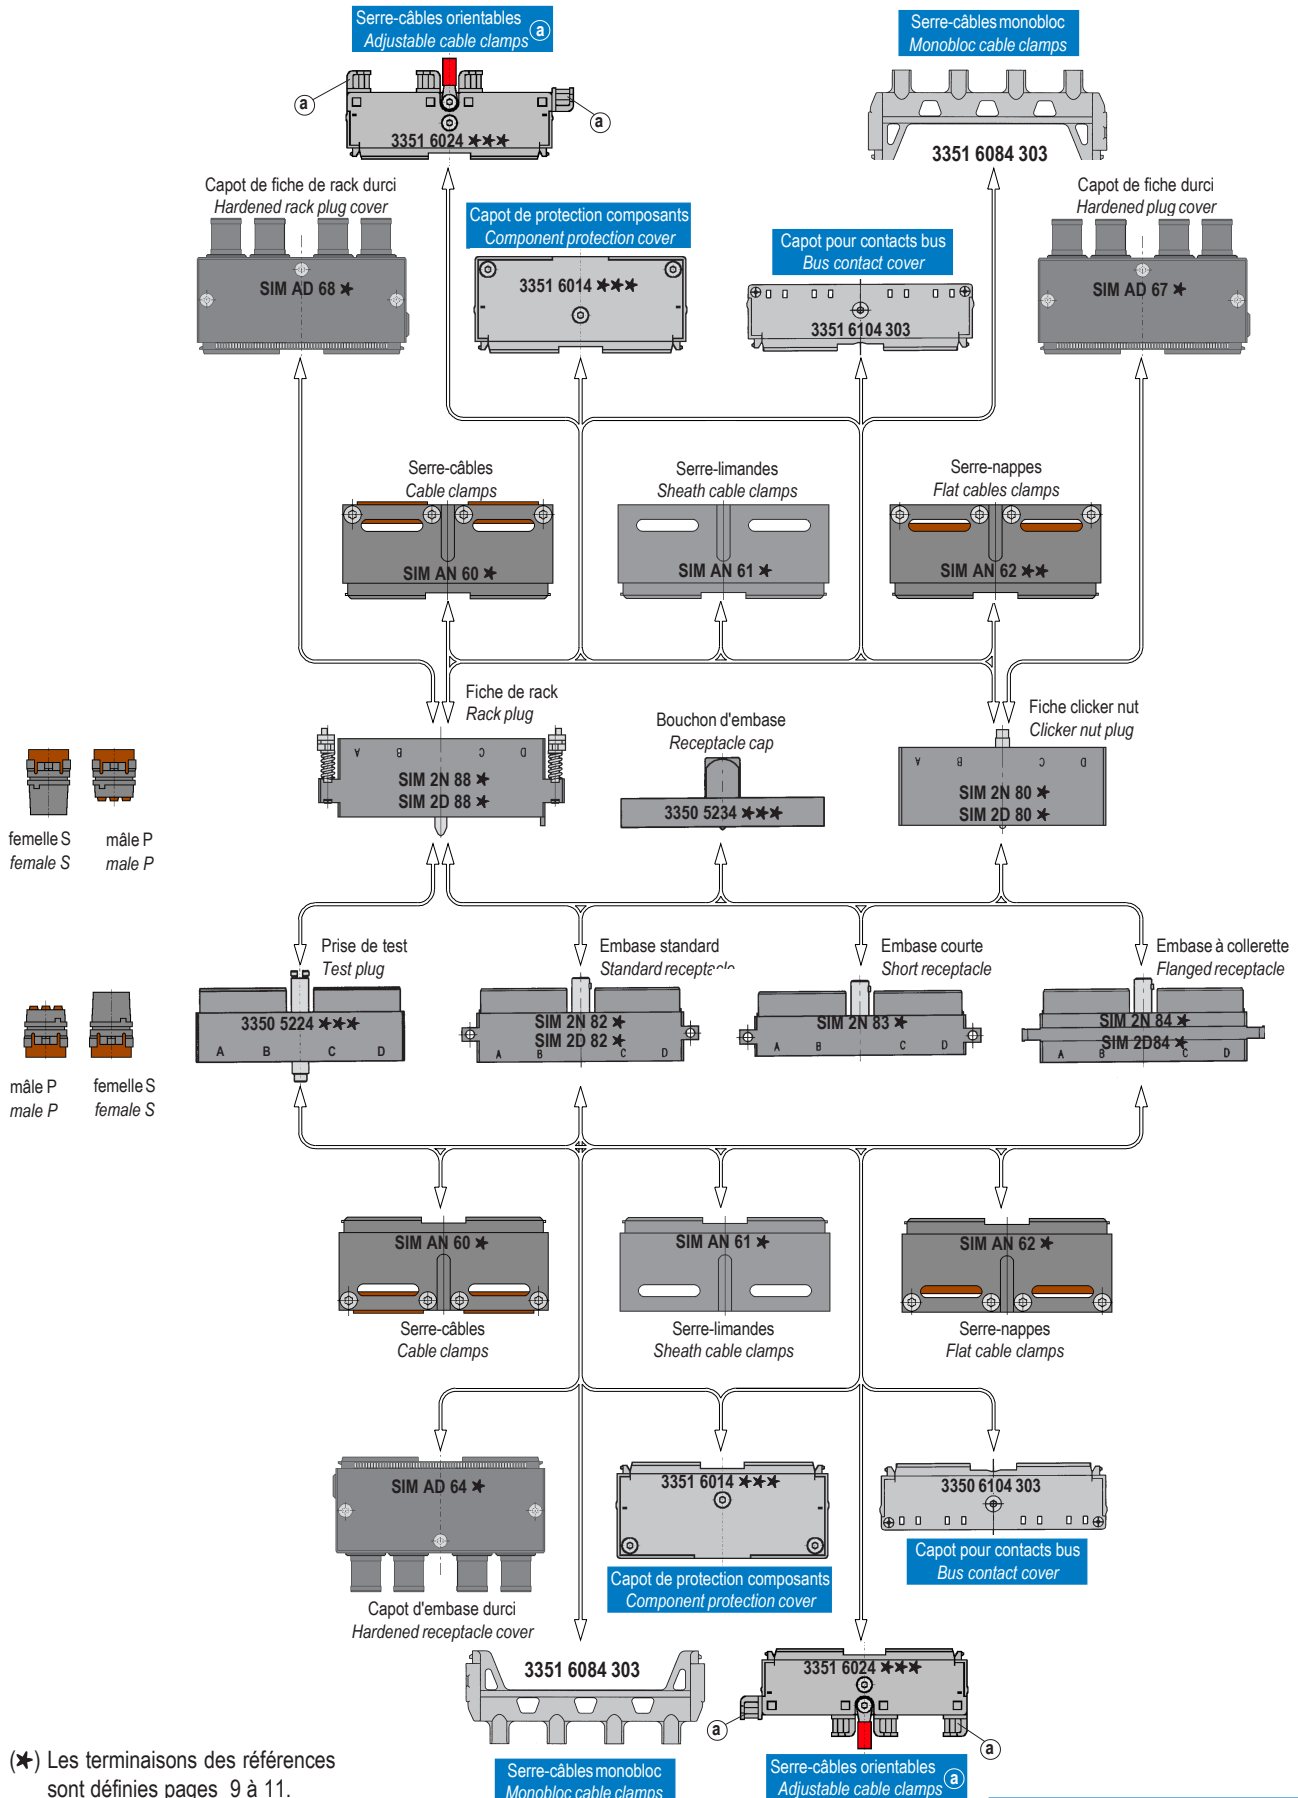 Serre-câbles orientables
Adjustable cable clamps a
a
a
3351 6024 ★★★
Serre-câbles monobloc
Monobloc cable clamps
3351 6084 303
Capot de fiche de rack durci
Hardened rack plug cover
SIM AD 68 ★
Capot de protection composants
Component protection cover
3351 6014 ★★★
Capot pour contacts bus
Bus contact cover
3351 6104 303
Capot de fiche durci
Hardened plug cover
SIM AD 67 ★
Serre-câbles
Cable clamps
SIM AN 60 ★
Serre-limandes
Sheath cable clamps
SIM AN 61 ★
Serre-nappes
Flat cables clamps
SIM AN 62 ★★
Fiche de rack
Rack plug
A B C D
SIM 2N 88 ★
SIM 2D 88 ★
Bouchon d'embase
Receptacle cap
3350 5234 ★★★
Fiche clicker nut
Clicker nut plug
A B C D
SIM 2N 80 ★
SIM 2D 80 ★
femelle S
female S
mâle P
male P
Prise de test
Test plug
3350 5224 ★★★
A B C D
Embase standard
Standard receptacle
SIM 2N 82 ★
SIM 2D 82 ★
A B C D
Embase courte
Short receptacle
SIM 2N 83 ★
A B C D
Embase à collerette
Flanged receptacle
SIM 2N 84 ★
SIM 2D84 ★
A B C D
mâle P
male P
femelle S
female S
SIM AN 60 ★
Serre-câbles
Cable clamps
SIM AN 61 ★
Serre-limandes
Sheath cable clamps
SIM AN 62 ★
Serre-nappes
Flat cable clamps
SIM AD 64 ★
Capot d'embase durci
Hardened receptacle cover
3351 6014 ★★★
Capot de protection composants
Component protection cover
3350 6104 303
Capot pour contacts bus
Bus contact cover
3351 6084 303
Serre-câbles monobloc
Monobloc cable clamps
3351 6024 ★★★
a
a
Serre-câbles orientables
Adjustable cable clamps a
(★) Les terminaisons des références
sont définies pages 9 à 11.